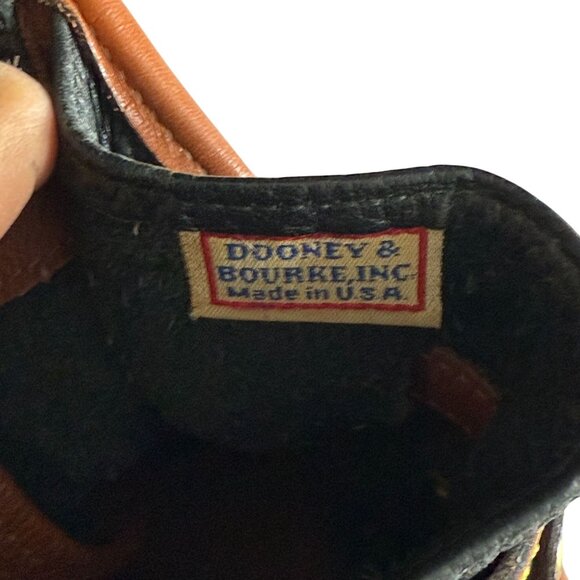 DOONEY &
BOURKE, INC.
Made in U.S.A.